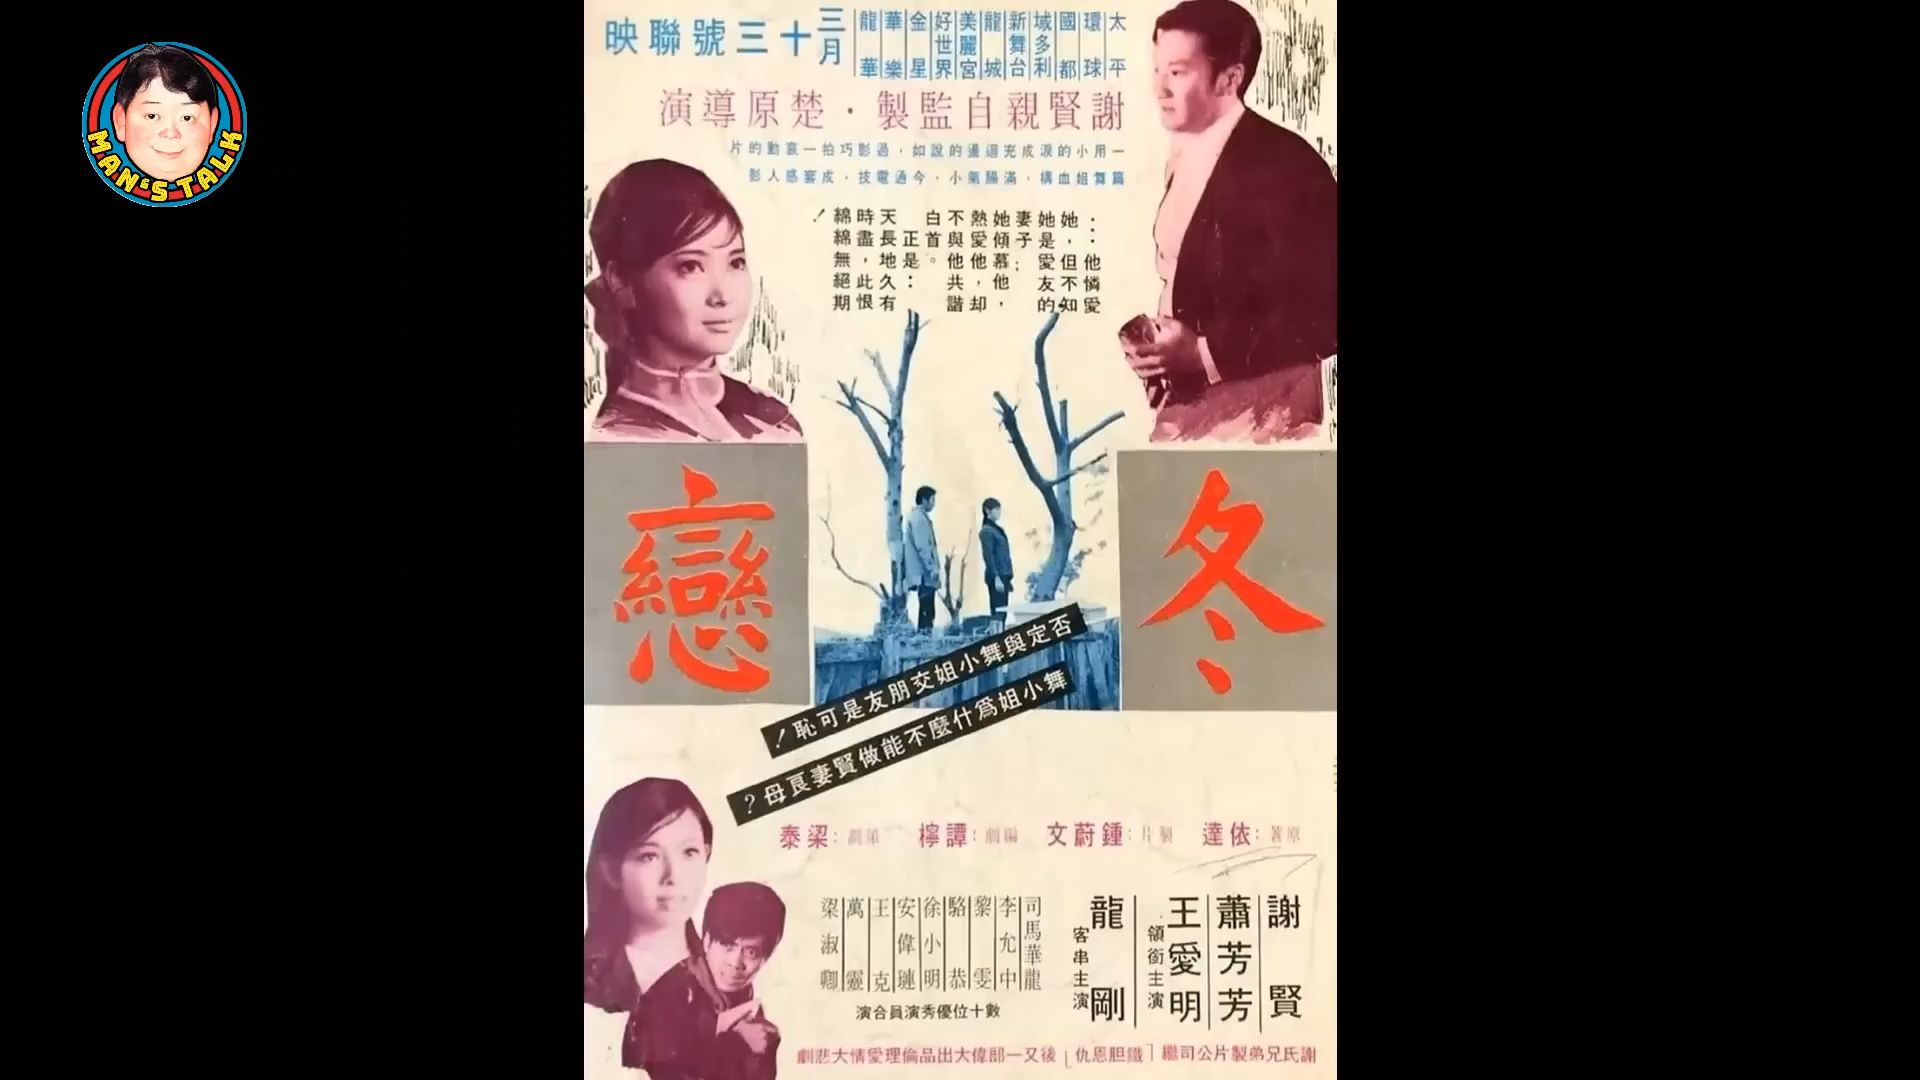 MAN'S TALK
太平
環球
國都
域多利
新舞台
龍城
美麗宮
好世界
金星
華樂
龍華
三月十三號聯映
謝賢親自監製・楚原導演
一用小的淚成充迴盪的說如，過影巧拍一哀動的片
篇舞姐血構，滿腸氣小，今通電技，成套感人影
：他憐愛
她，但不知
她是愛友的
妻子；
她傾慕他，却
熱愛他，
不與他共諧
白首。
正是：
天長地久有
時盡，此恨
綿綿無絕期
！
冬
戀
否定與舞小姐交朋友是可恥！
舞小姐為什麼不能做賢妻良母？
原著：依達
製片：鍾蔚文
編劇：譚檸
策劃：梁泰
謝賢
蕭芳芳
王愛明
領銜主演
龍剛
客串主演
司馬華龍
李允中
黎雯
駱恭
徐小明
安偉璉
王克
萬靈
梁淑卿
數十位優秀演員合演
謝氏兄弟製片公司繼「鐵胆恩仇」後又一部偉大出品倫理愛情大悲劇